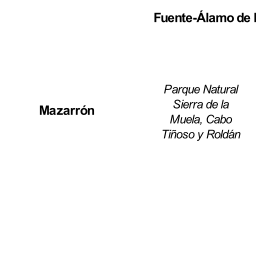 Fuente-Álamo de
Mazarrón
Parque Natural
Sierra de la
Muela, Cabo
Tiñoso y Roldán